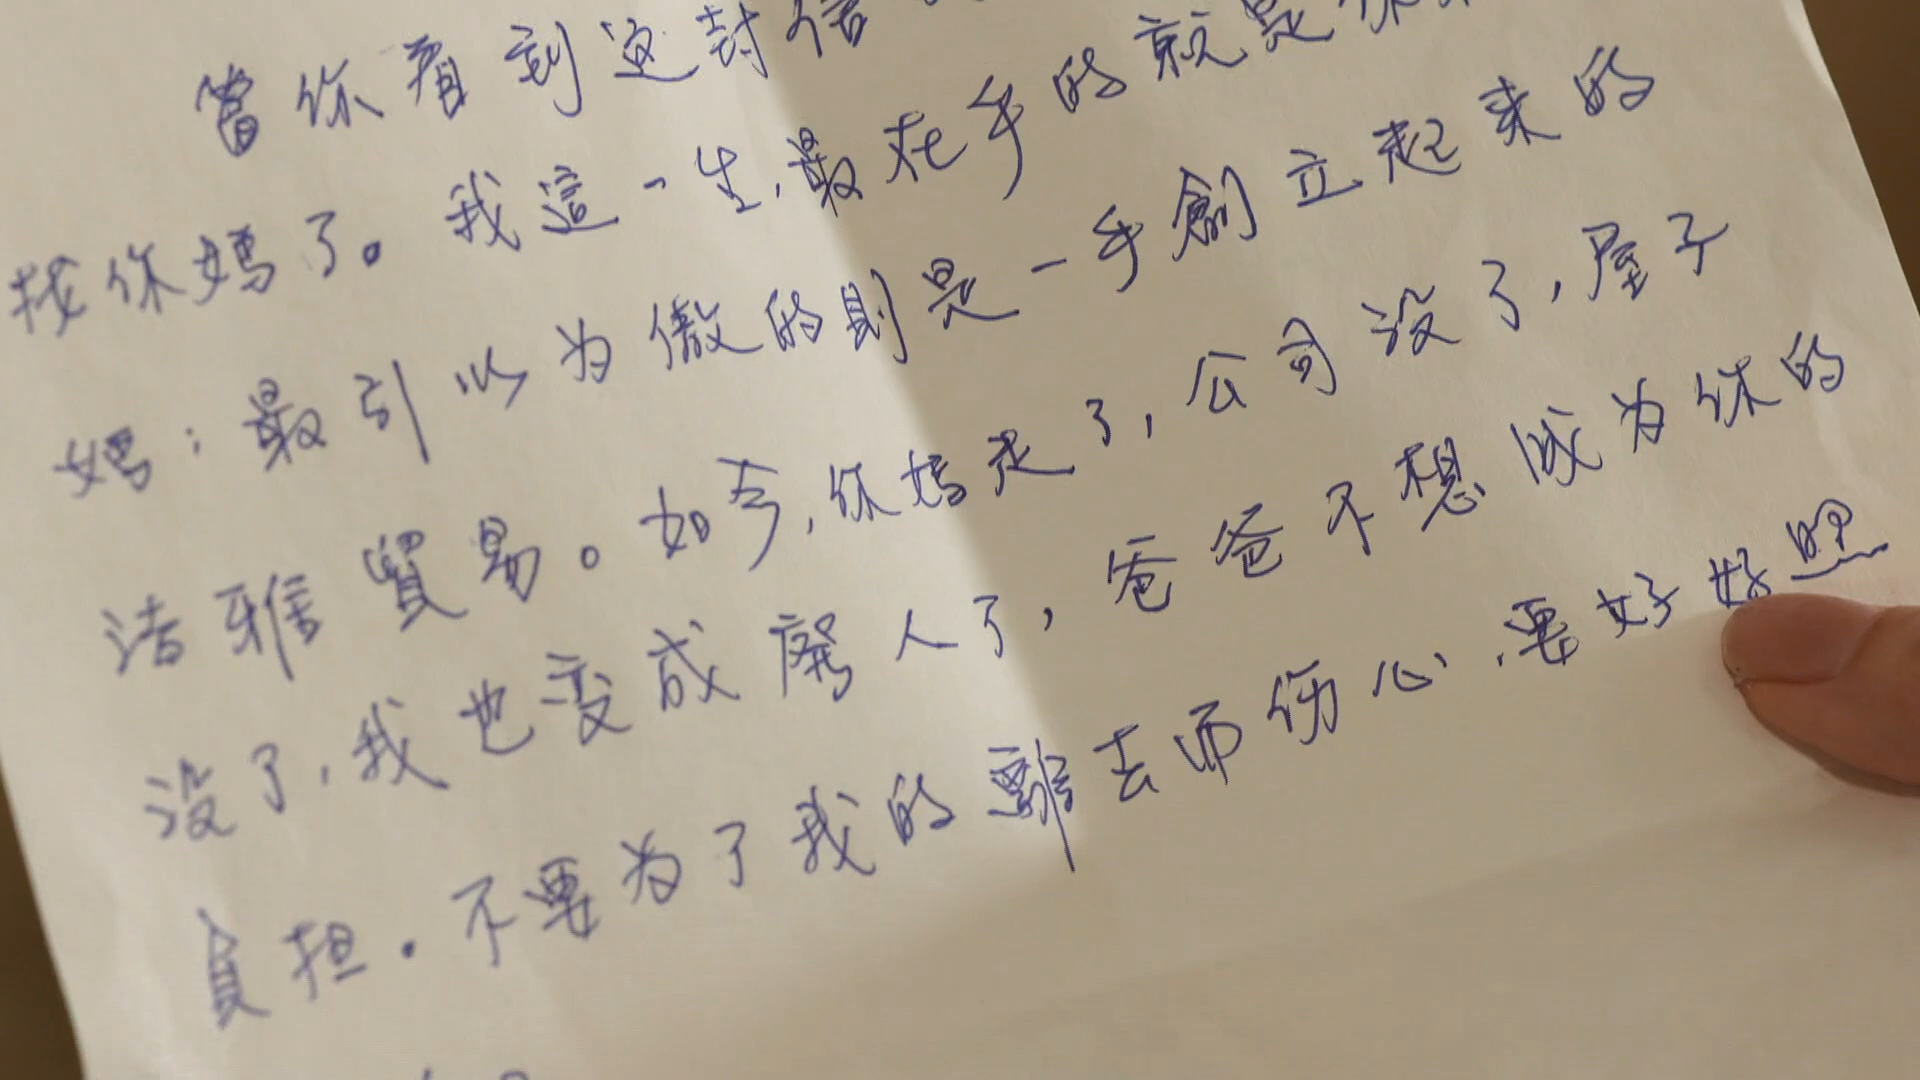 當你看到这封信
找你媽了。我這一生,最在乎的就是你
媽;最引以为傲的則是一手創立起来的
洁雅貿易。如今,你媽走了,公司没了,屋子
没了,我也变成廢人了,爸爸不想成为你的
負担.不要为了我的離去而伤心,要好好照